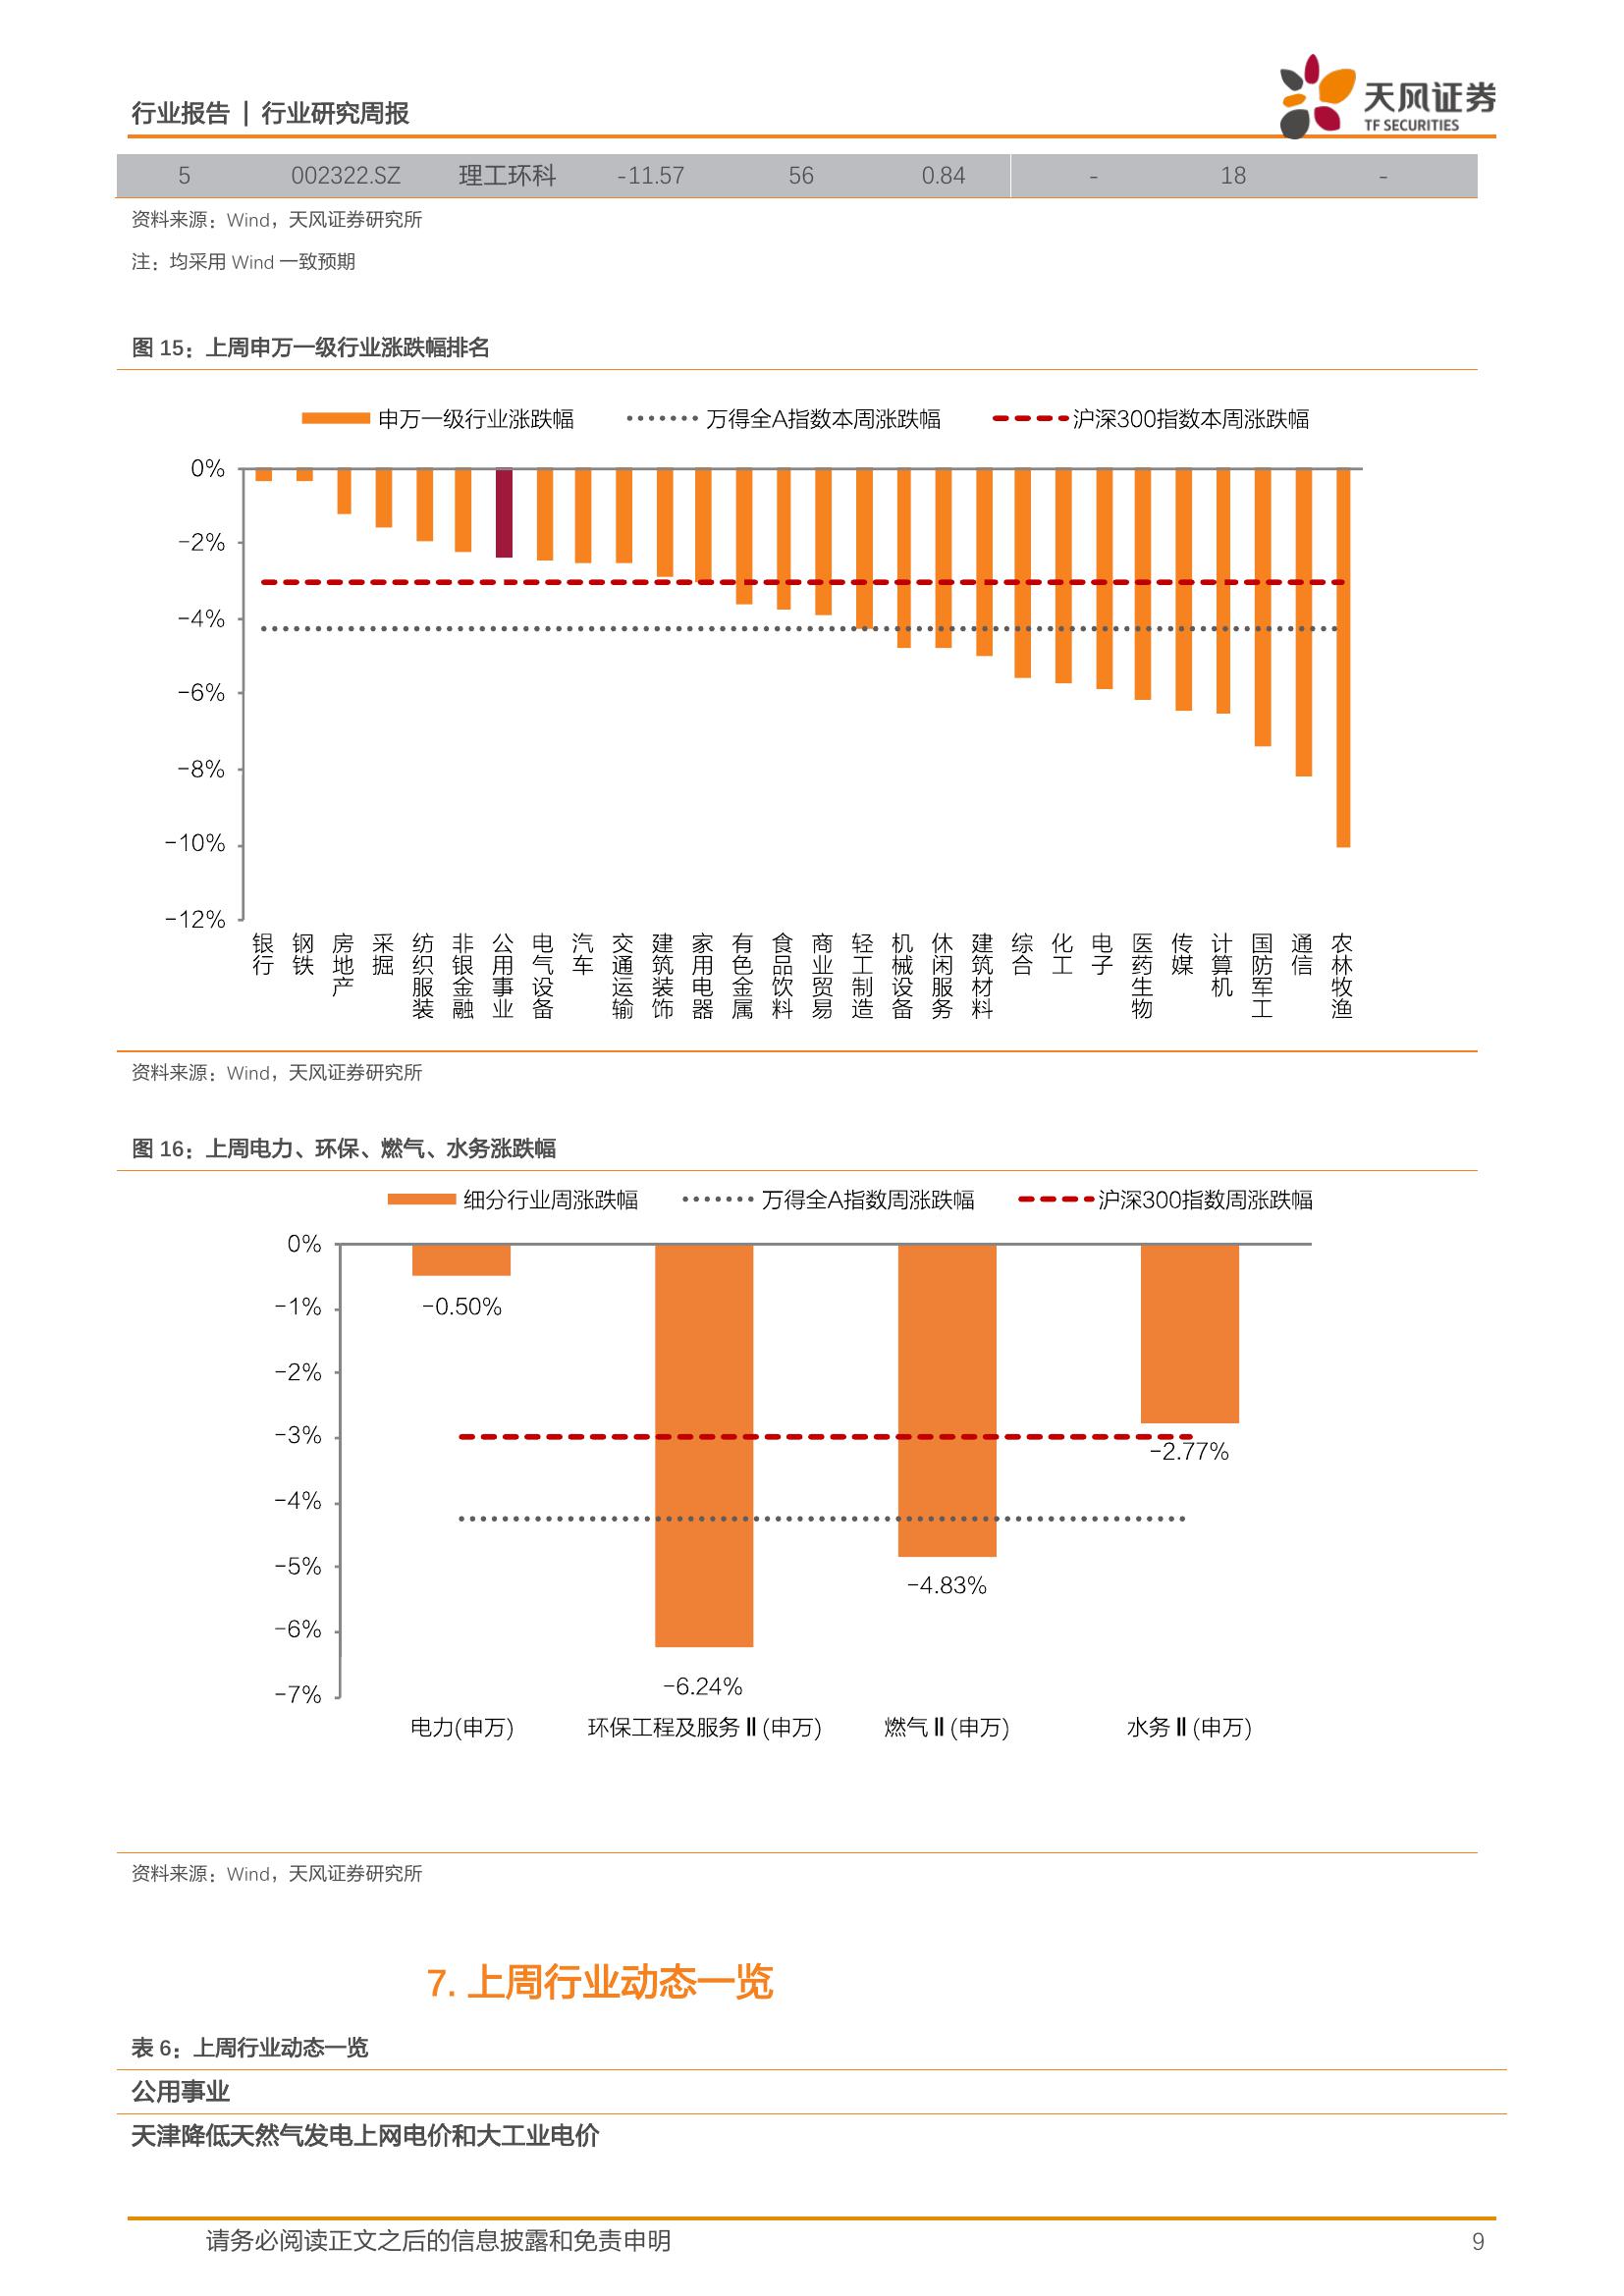 行业报告 | 行业研究周报
天风证券
TF SECURITIES
5 002322.SZ 理工环科 -11.57 56 0.84 - 18 -
资料来源：Wind，天风证券研究所
注：均采用 Wind 一致预期
图 15：上周申万一级行业涨跌幅排名
申万一级行业涨跌幅 万得全A指数本周涨跌幅 沪深300指数本周涨跌幅
0%
-2%
-4%
-6%
-8%
-10%
-12%
银行 钢铁 房地产 采掘 纺织服装 非银金融 公用事业 电气设备 汽车 交通运输 建筑装饰 家用电器 有色金属 食品饮料 商业贸易 轻工制造 机械设备 休闲服务 建筑材料 综合 化工 电子 医药生物 传媒 计算机 国防军工 通信 农林牧渔
资料来源：Wind，天风证券研究所
图 16：上周电力、环保、燃气、水务涨跌幅
细分行业周涨跌幅 万得全A指数周涨跌幅 沪深300指数周涨跌幅
0%
-1%
-2%
-3%
-4%
-5%
-6%
-7%
-0.50%
-6.24%
-4.83%
-2.77%
电力(申万) 环保工程及服务Ⅱ(申万) 燃气Ⅱ(申万) 水务Ⅱ(申万)
资料来源：Wind，天风证券研究所
7. 上周行业动态一览
表 6：上周行业动态一览
公用事业
天津降低天然气发电上网电价和大工业电价
请务必阅读正文之后的信息披露和免责申明 9